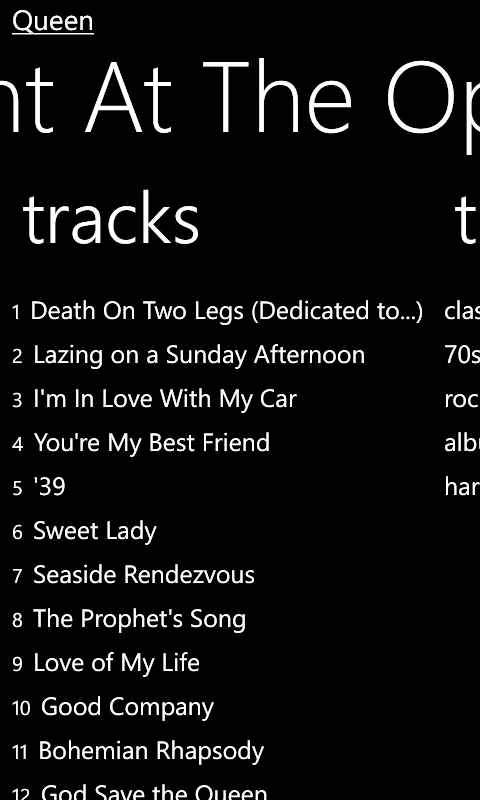 Queen
nt At The Op
tracks
t
1 Death On Two Legs (Dedicated to...)
clas
2 Lazing on a Sunday Afternoon
70s
3 I'm In Love With My Car
roc
4 You're My Best Friend
albu
5 '39
har
6 Sweet Lady
7 Seaside Rendezvous
8 The Prophet's Song
9 Love of My Life
10 Good Company
11 Bohemian Rhapsody
12 God Save the Queen